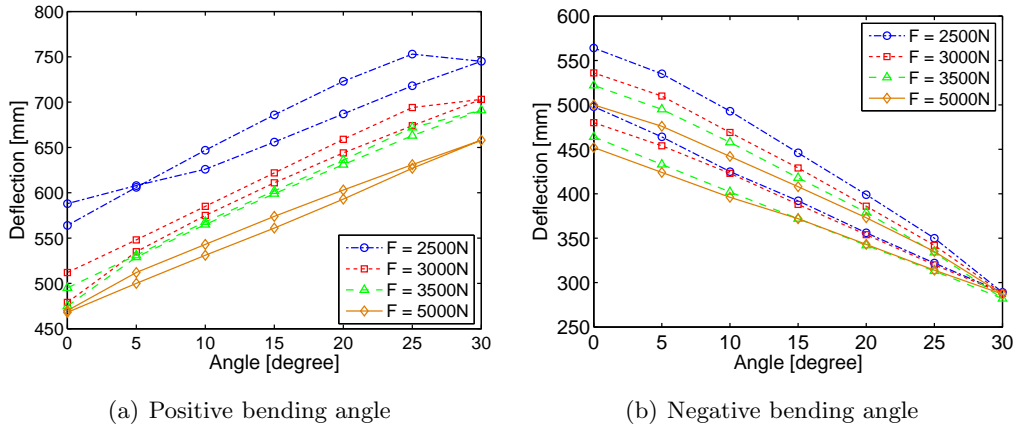 800
750
700
650
600
550
500
450
0
5
10
15
20
25
30
Deflection [mm]
Angle [degree]
F = 2500N
F = 3000N
F = 3500N
F = 5000N
(a) Positive bending angle
600
550
500
450
400
350
300
250
0
5
10
15
20
25
30
Deflection [mm]
Angle [degree]
F = 2500N
F = 3000N
F = 3500N
F = 5000N
(b) Negative bending angle